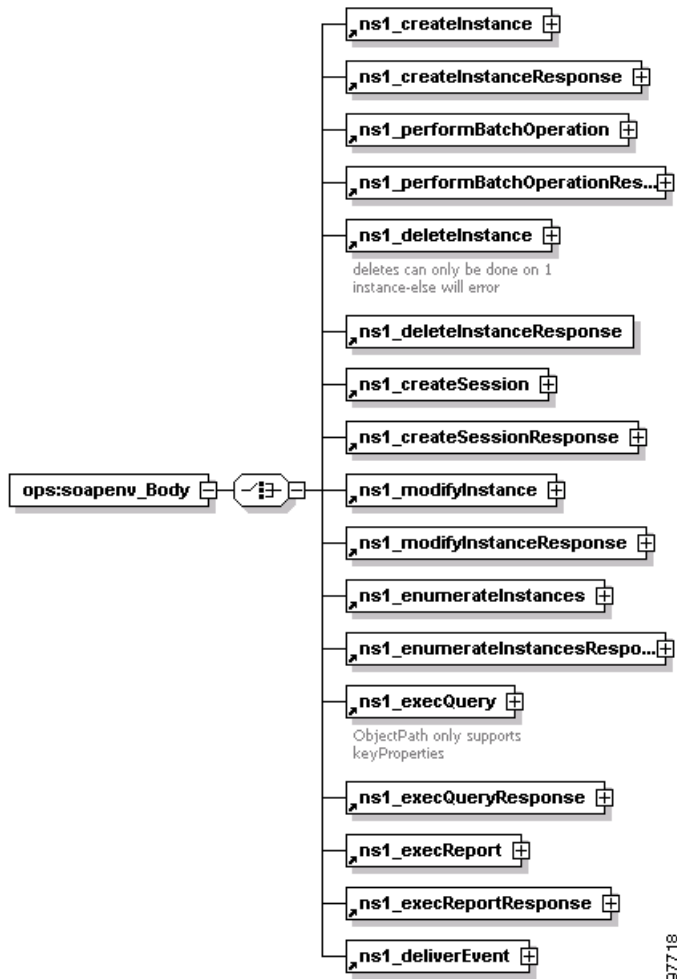 ns1_createInstance
ns1_createInstanceResponse
ns1_performBatchOperation
ns1_performBatchOperationRes...
ns1_deleteInstance
deletes can only be done on 1
instance-else will error
ns1_deleteInstanceResponse
ns1_createSession
ns1_createSessionResponse
ops:soapenv_Body
ns1_modifyInstance
ns1_modifyInstanceResponse
ns1_enumerateInstances
ns1_enumerateInstancesRespo...
ns1_execQuery
ObjectPath only supports
keyProperties
ns1_execQueryResponse
ns1_execReport
ns1_execReportResponse
ns1_deliverEvent
97718